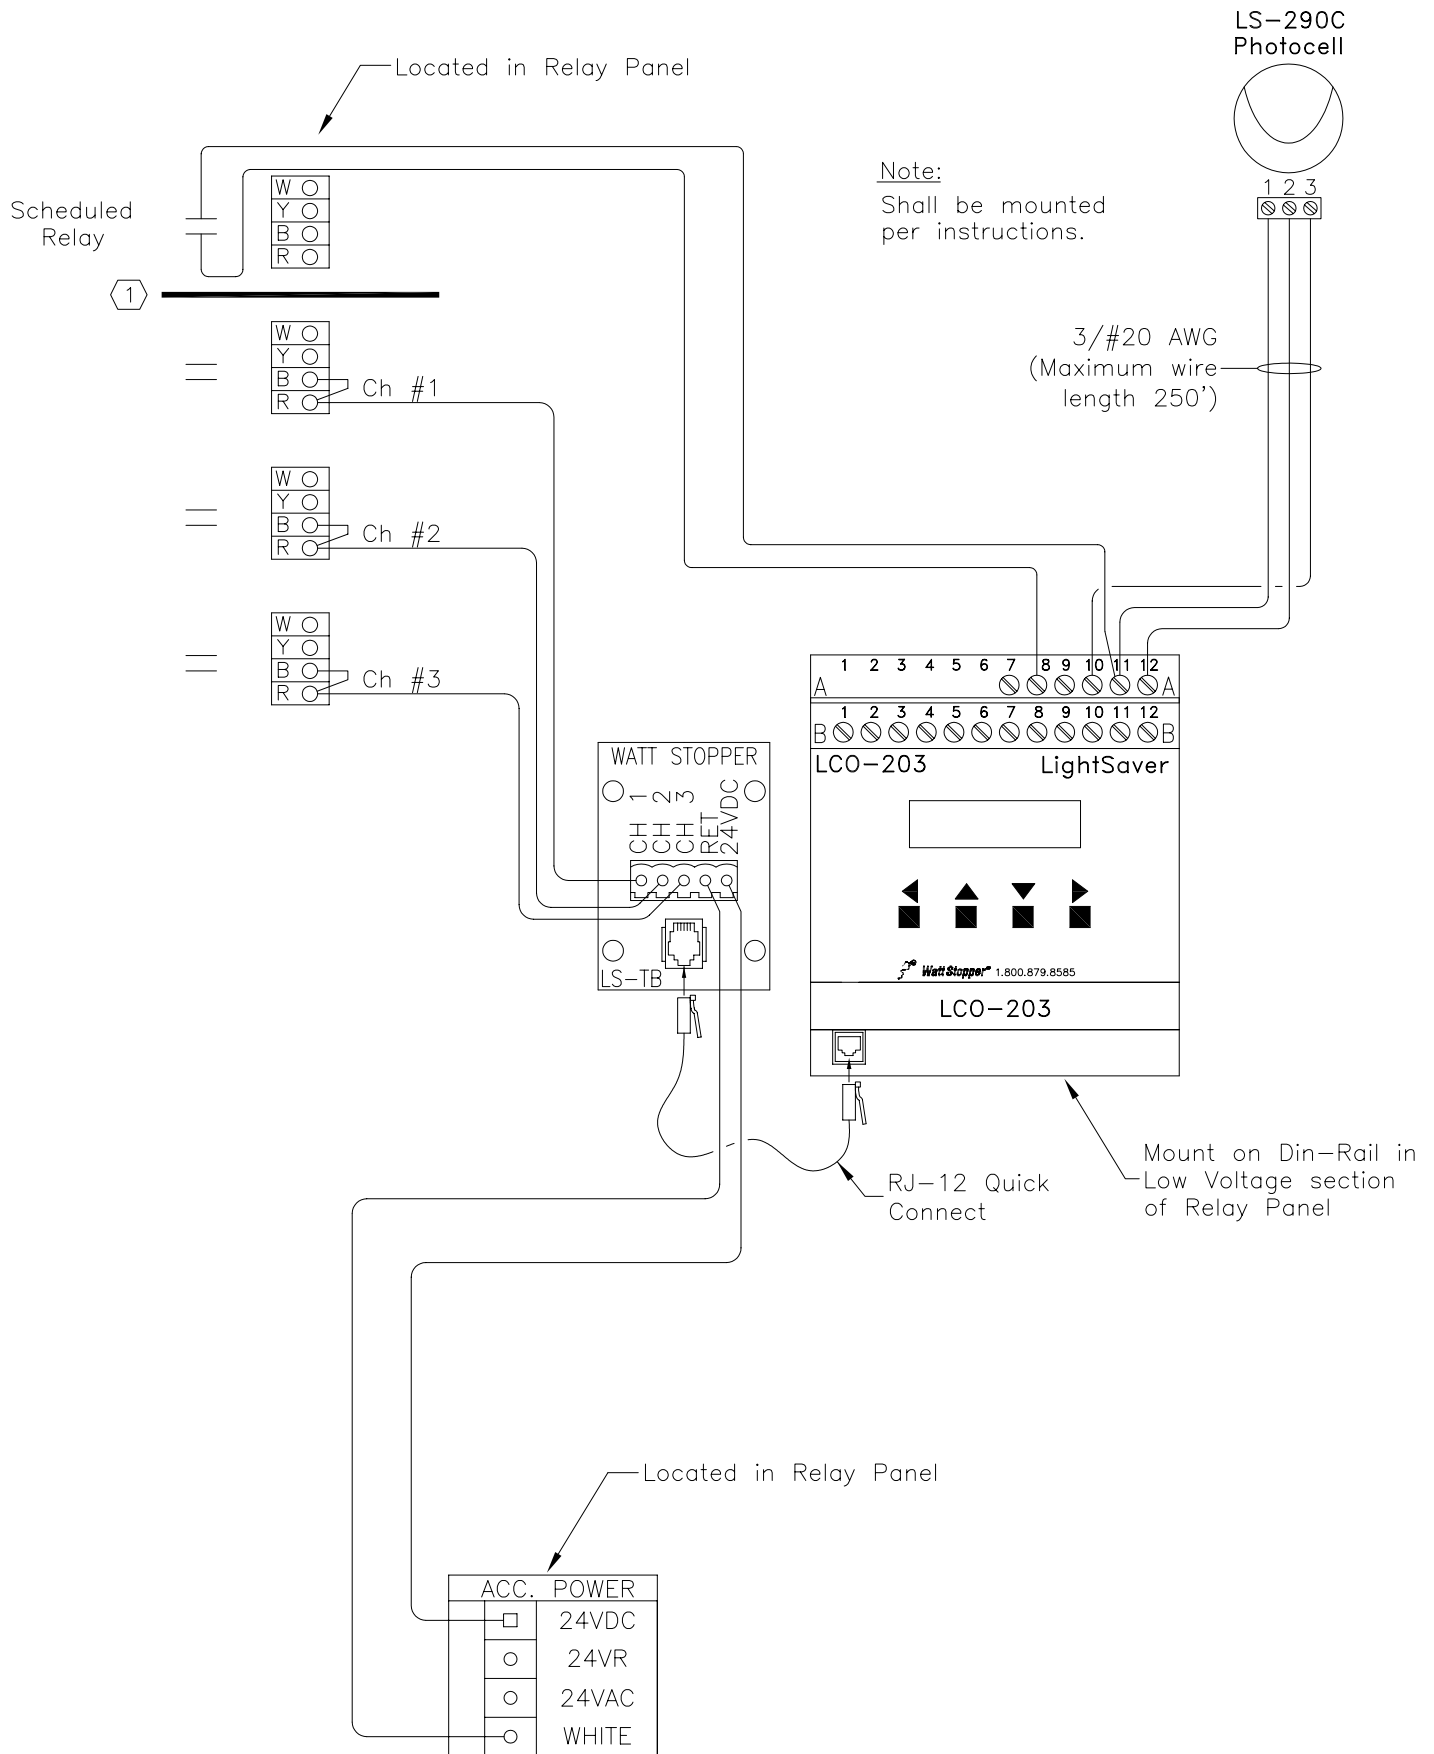 LS-290C
Photocell
Located in Relay Panel
Note:
Shall be mounted
per instructions.
1 2 3
Scheduled
Relay
W
Y
B
R
1
W
Y
B
R
Ch #1
3/#20 AWG
(Maximum wire
length 250')
W
Y
B
R
Ch #2
W
Y
B
R
Ch #3
1 2 3 4 5 6 7 8 9 10 11 12
A A
1 2 3 4 5 6 7 8 9 10 11 12
B B
LCO-203 LightSaver
WATT STOPPER
CH 1
CH 2
CH 3
RET
24VDC
LS-TB
Watt Stopper 1.800.879.8585
LCO-203
RJ-12 Quick
Connect
Mount on Din-Rail in
Low Voltage section
of Relay Panel
Located in Relay Panel
ACC. POWER
24VDC
24VR
24VAC
WHITE